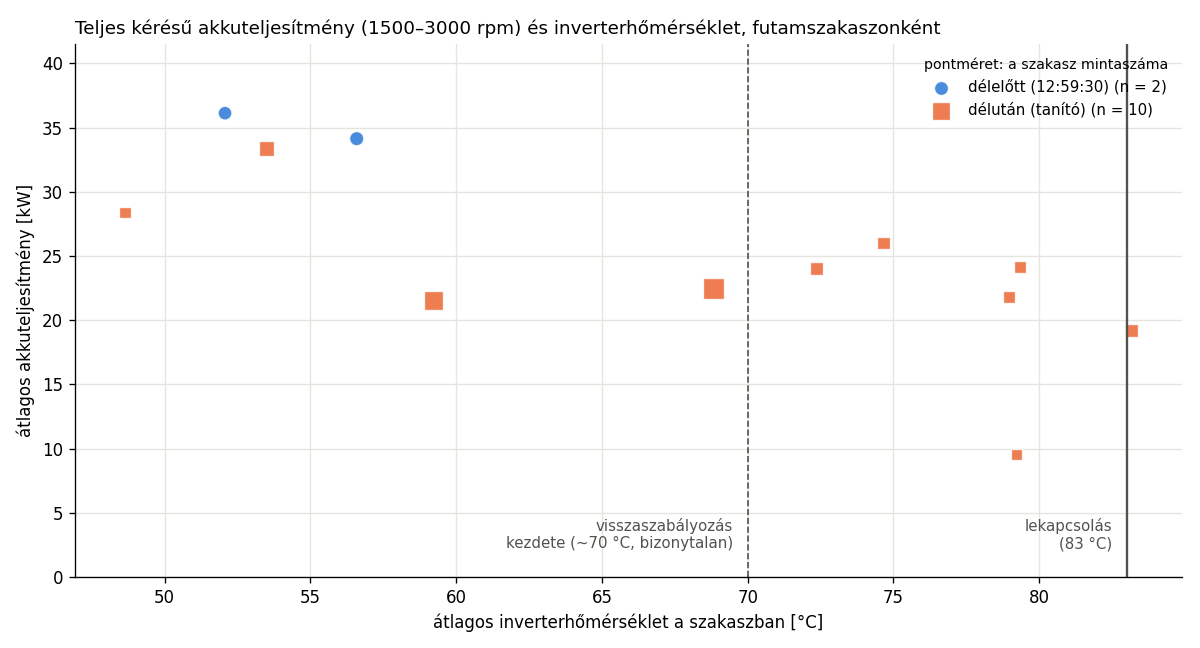 Teljes kérésű akkuteljesítmény (1500–3000 rpm) és inverterhőmérséklet, futamszakaszonként
pontméret: a szakasz mintaszáma
délelőtt (12:59:30) (n = 2)
délután (tanító) (n = 10)
átlagos akkuteljesítmény [kW]
40
35
30
25
20
15
10
5
0
visszaszabályozás
kezdete (~70 °C, bizonytalan)
lekapcsolás
(83 °C)
50
55
60
65
70
75
80
átlagos inverterhőmérséklet a szakaszban [°C]